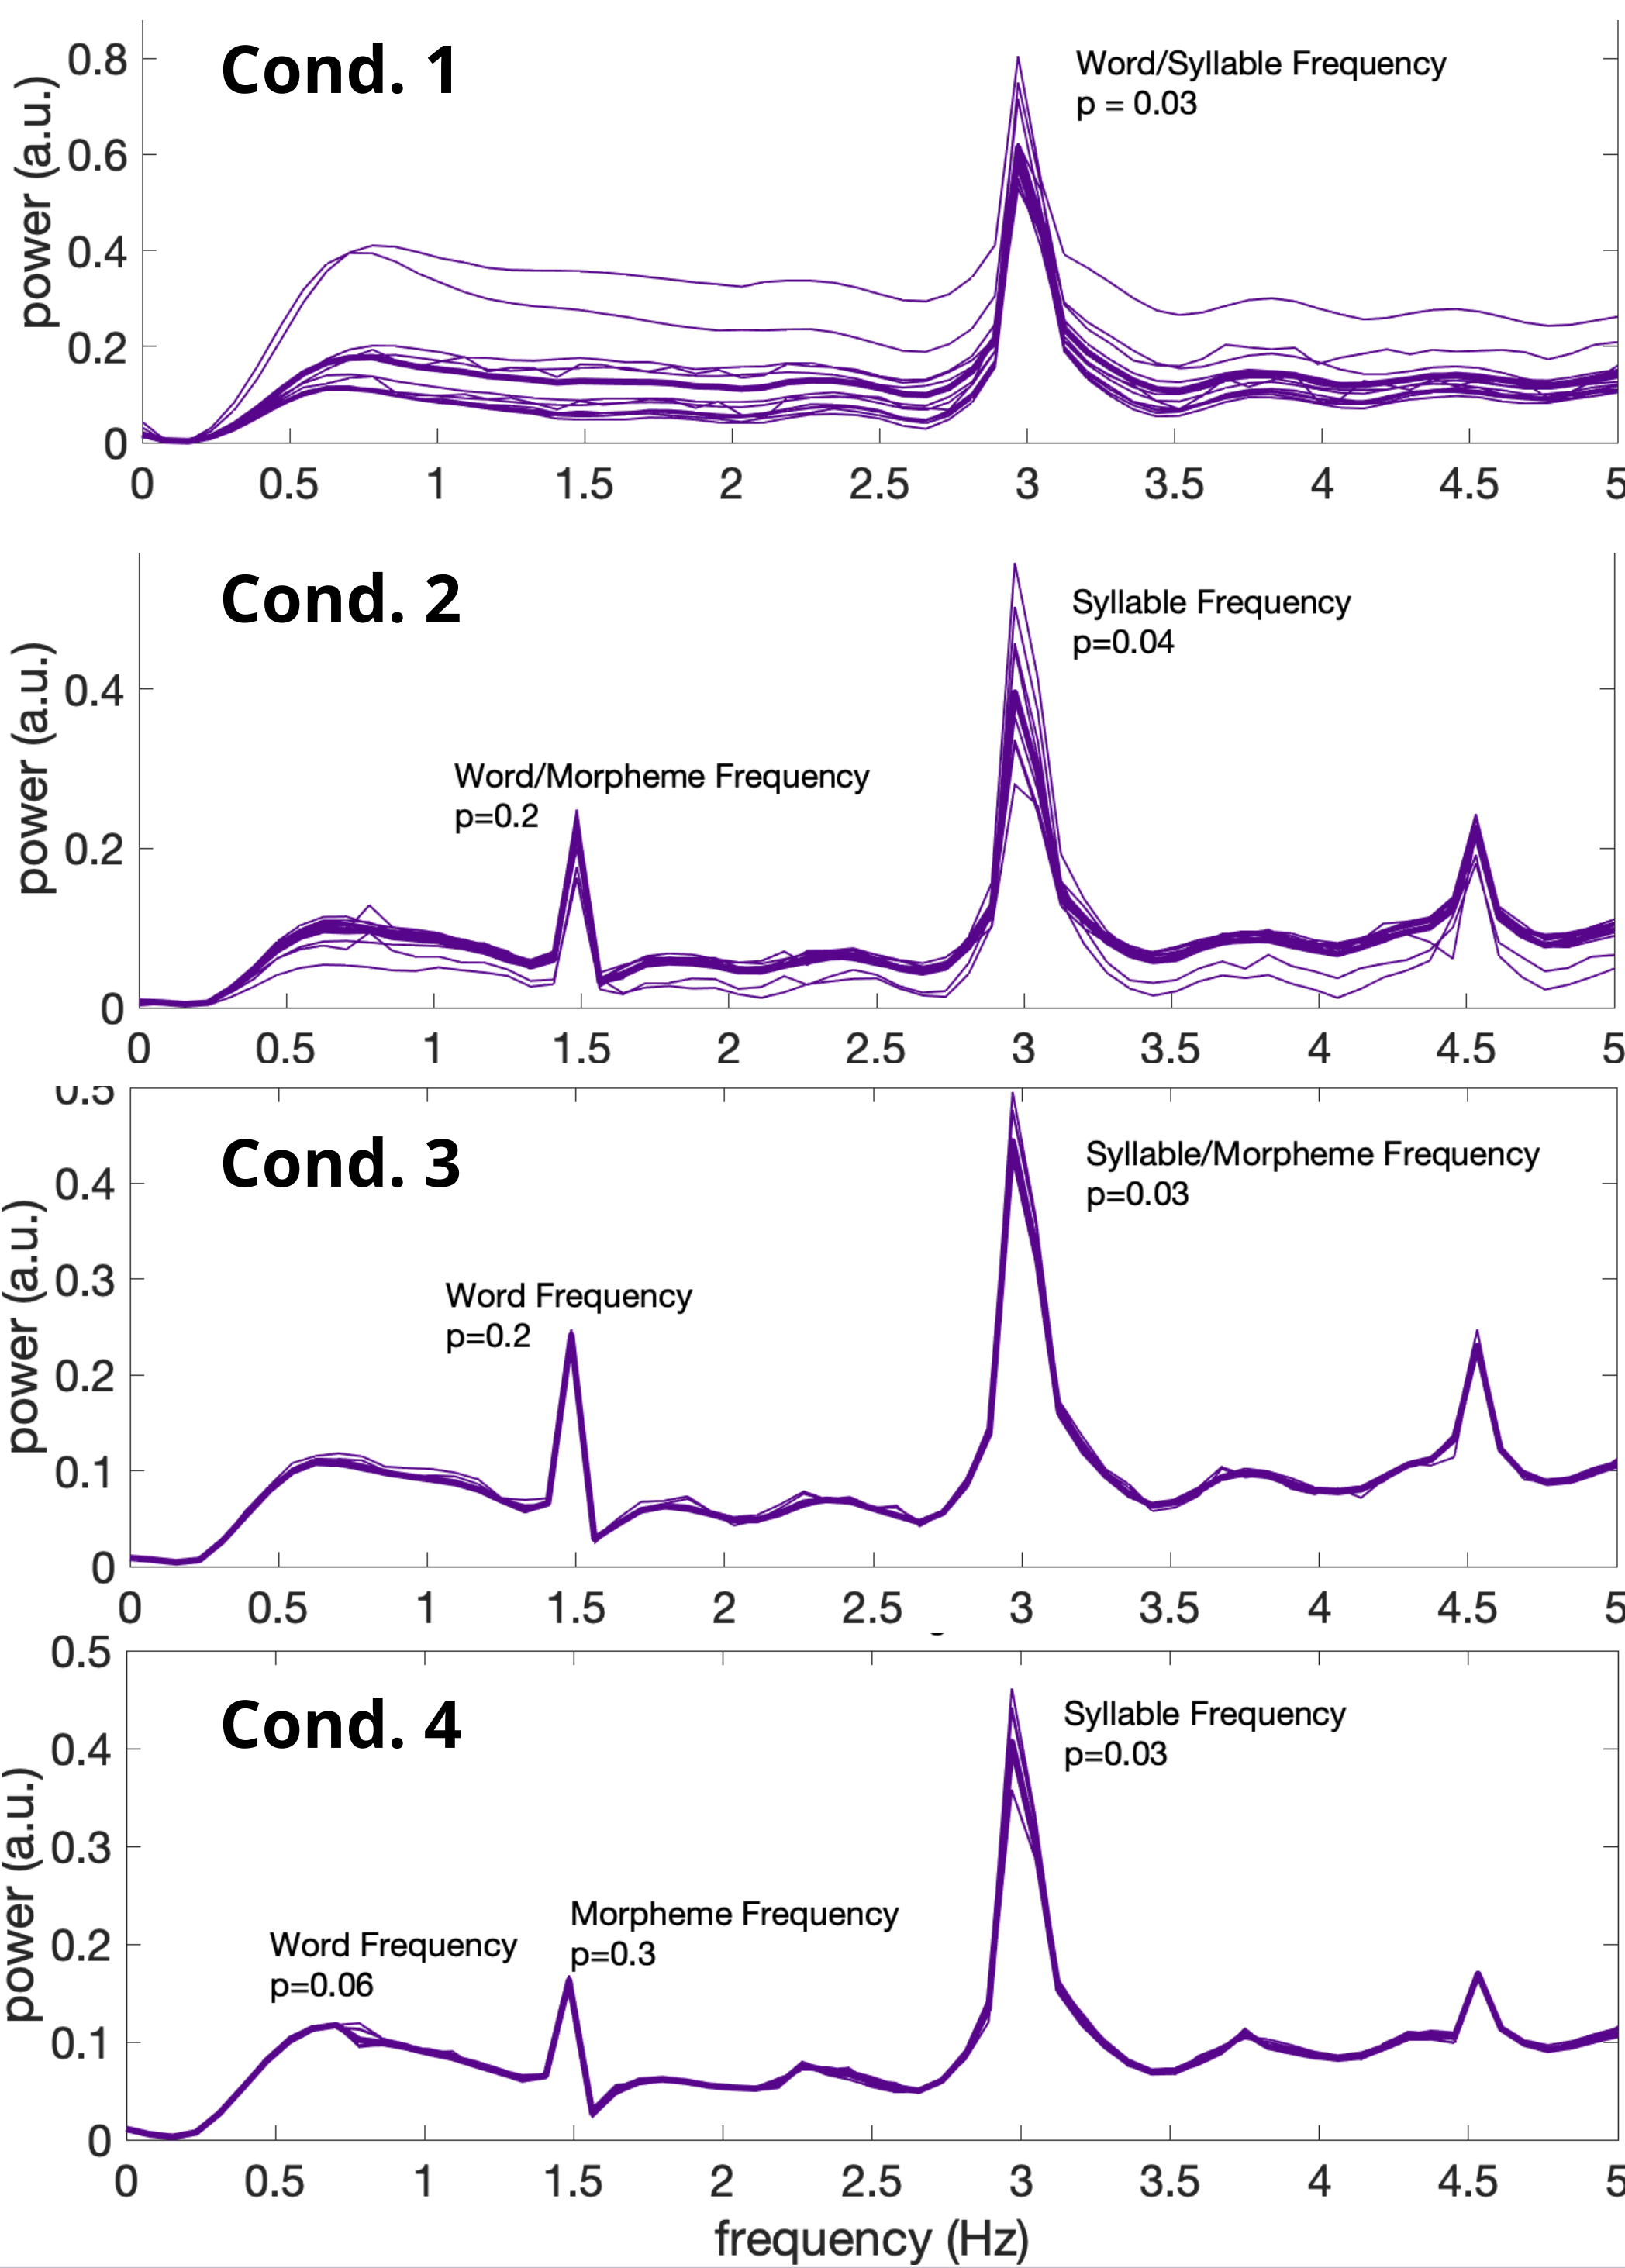 Cond. 1
Word/Syllable Frequency
p = 0.03
power (a.u.)
0.8
0.6
0.4
0.2
0
0 0.5 1 1.5 2 2.5 3 3.5 4 4.5 5
Cond. 2
Syllable Frequency
p=0.04
Word/Morpheme Frequency
p=0.2
power (a.u.)
0.4
0.2
0
0 0.5 1 1.5 2 2.5 3 3.5 4 4.5 5
Cond. 3
Syllable/Morpheme Frequency
p=0.03
Word Frequency
p=0.2
power (a.u.)
0.5
0.4
0.3
0.2
0.1
0
0 0.5 1 1.5 2 2.5 3 3.5 4 4.5 5
Cond. 4
Syllable Frequency
p=0.03
Morpheme Frequency
p=0.3
Word Frequency
p=0.06
power (a.u.)
0.5
0.4
0.3
0.2
0.1
0
0 0.5 1 1.5 2 2.5 3 3.5 4 4.5 5
frequency (Hz)